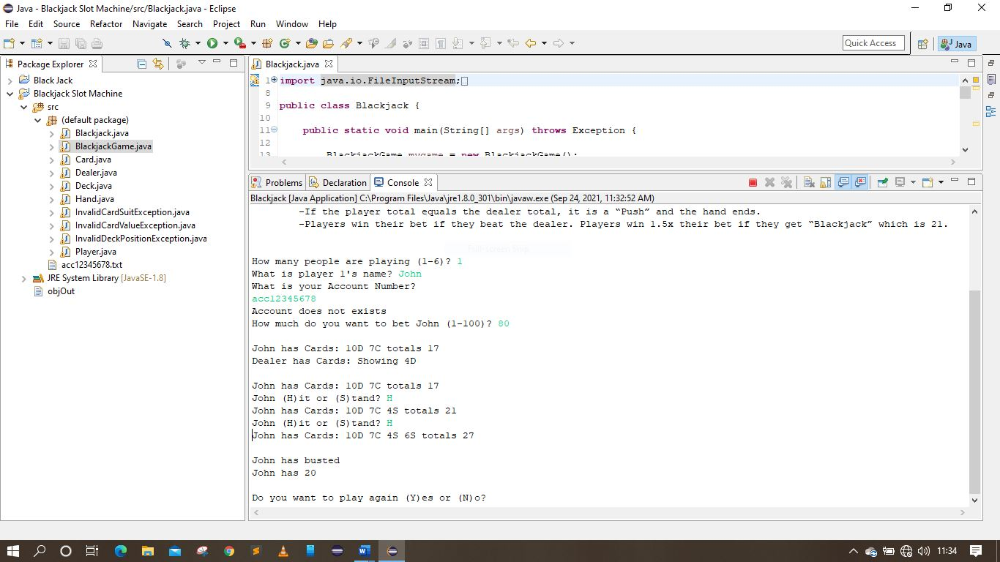 Java - Blackjack Slot Machine/src/Blackjack.java - Eclipse
File Edit Source Refactor Navigate Search Project Run Window Help
Quick Access
Java
Package Explorer
Black Jack
Blackjack Slot Machine
src
(default package)
Blackjack.java
BlackjackGame.java
Card.java
Dealer.java
Deck.java
Hand.java
InvalidCardSuitException.java
InvalidCardValueException.java
InvalidDeckPositionException.java
Player.java
acc12345678.txt
JRE System Library [JavaSE-1.8]
objOut
Blackjack.java
1 import java.io.FileInputStream;
8
9 public class Blackjack {
10
11 public static void main(String[] args) throws Exception {
12
13 BlackjackGame mygame = new BlackjackGame();
Problems Declaration Console
Blackjack [Java Application] C:\Program Files\Java\jre1.8.0_301\bin\javaw.exe (Sep 24, 2021, 11:32:52 AM)
-If the player total equals the dealer total, it is a “Push” and the hand ends.
-Players win their bet if they beat the dealer. Players win 1.5x their bet if they get “Blackjack” which is 21.
Full-screen Snip
How many people are playing (1-6)? 1
What is player 1's name? John
What is your Account Number?
acc12345678
Account does not exists
How much do you want to bet John (1-100)? 80
John has Cards: 10D 7C totals 17
Dealer has Cards: Showing 4D
John has Cards: 10D 7C totals 17
John (H)it or (S)tand? H
John has Cards: 10D 7C 4S totals 21
John (H)it or (S)tand? H
John has Cards: 10D 7C 4S 6S totals 27
John has busted
John has 20
Do you want to play again (Y)es or (N)o?
11:34